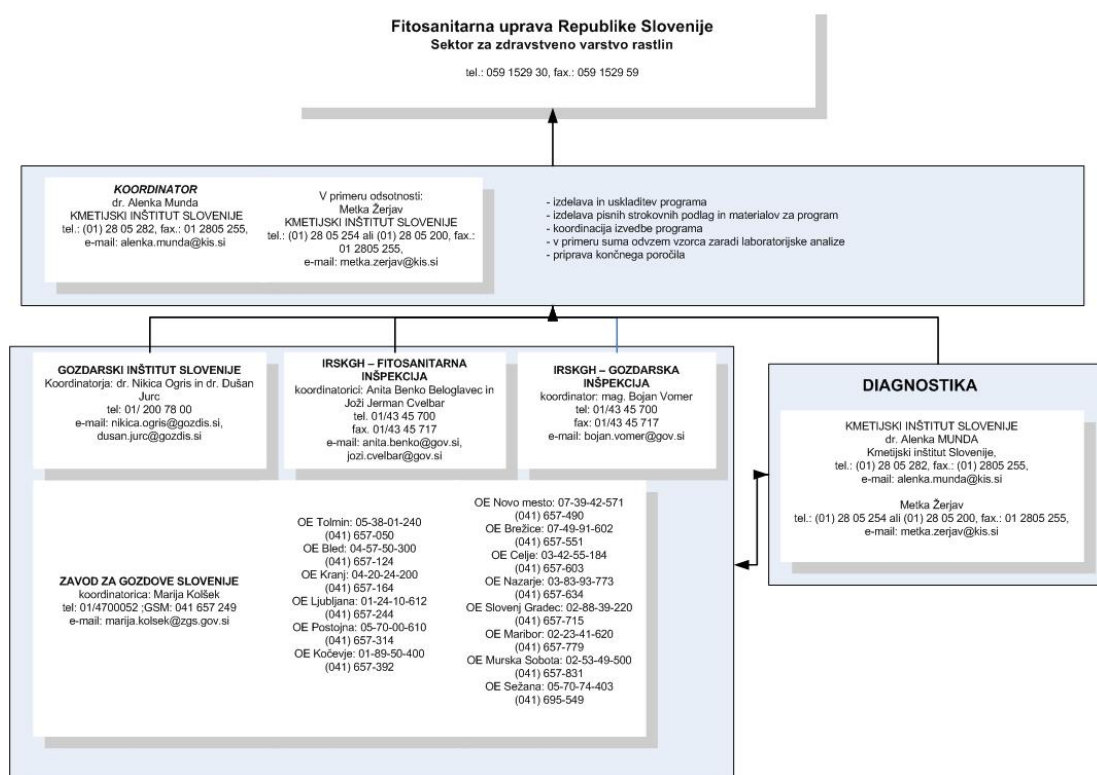 Fitosanitarna uprava Republike Slovenije
Sektor za zdravstveno varstvo rastlin
tel.: 059 1529 30, fax.: 059 1529 59
KOORDINATOR
dr. Alenka Munda
KMETIJSKI INŠTITUT SLOVENIJE
tel.: (01) 28 05 282, fax.: 01 2805 255,
e-mail: alenka.munda@kis.si
V primeru odsotnosti:
Metka Žerjav
KMETIJSKI INŠTITUT SLOVENIJE
tel.: (01) 28 05 254 ali (01) 28 05 200, fax.:
01 2805 255,
e-mail: metka.zerjav@kis.si
- izdelava in uskladitev programa
- izdelava pisnih strokovnih podlag in materialov za program
- koordinacija izvedbe programa
- v primeru suma odvzem vzorca zaradi laboratorijske analize
- priprava končnega poročila
GOZDARSKI INŠTITUT SLOVENIJE
Koordinatorja: dr. Nikica Ogris in dr. Dušan
Jurc
tel: 01/ 200 78 00
e-mail: nikica.ogris@gozdis.si,
dusan.jurc@gozdis.si
IRSKGH – FITOSANITARNA
INŠPEKCIJA
koordinatorici: Anita Benko Beloglavec in
Joži Jerman Cvelbar
tel. 01/43 45 700
fax. 01/43 45 717
e-mail: anita.benko@gov.si,
jozi.cvelbar@gov.si
IRSKGH – GOZDARSKA
INŠPEKCIJA
koordinator: mag. Bojan Vomer
tel: 01/43 45 700
fax: 01/43 45 717
e-mail: bojan.vomer@gov.si
ZAVOD ZA GOZDOVE SLOVENIJE
koordinatorica: Marija Kolšek
tel: 01/4700052 ;GSM: 041 657 249
e-mail: marija.kolsek@zgs.gov.si
OE Tolmin: 05-38-01-240
(041) 657-050
OE Bled: 04-57-50-300
(041) 657-124
OE Kranj: 04-20-24-200
(041) 657-164
OE Ljubljana: 01-24-10-612
(041) 657-244
OE Postojna: 05-70-00-610
(041) 657-314
OE Kočevje: 01-89-50-400
(041) 657-392
OE Novo mesto: 07-39-42-571
(041) 657-490
OE Brežice: 07-49-91-602
(041) 657-551
OE Celje: 03-42-55-184
(041) 657-603
OE Nazarje: 03-83-93-773
(041) 657-634
OE Slovenj Gradec: 02-88-39-220
(041) 657-715
OE Maribor: 02-23-41-620
(041) 657-779
OE Murska Sobota: 02-53-49-500
(041) 657-831
OE Sežana: 05-70-74-403
(041) 695-549
DIAGNOSTIKA
KMETIJSKI INŠTITUT SLOVENIJE
dr. Alenka MUNDA
Kmetijski inštitut Slovenije,
tel.: (01) 28 05 282, fax.: (01) 2805 255,
e-mail: alenka.munda@kis.si
Metka Žerjav
tel.: (01) 28 05 254 ali (01) 28 05 200, fax.: 01 2805 255,
e-mail: metka.zerjav@kis.si